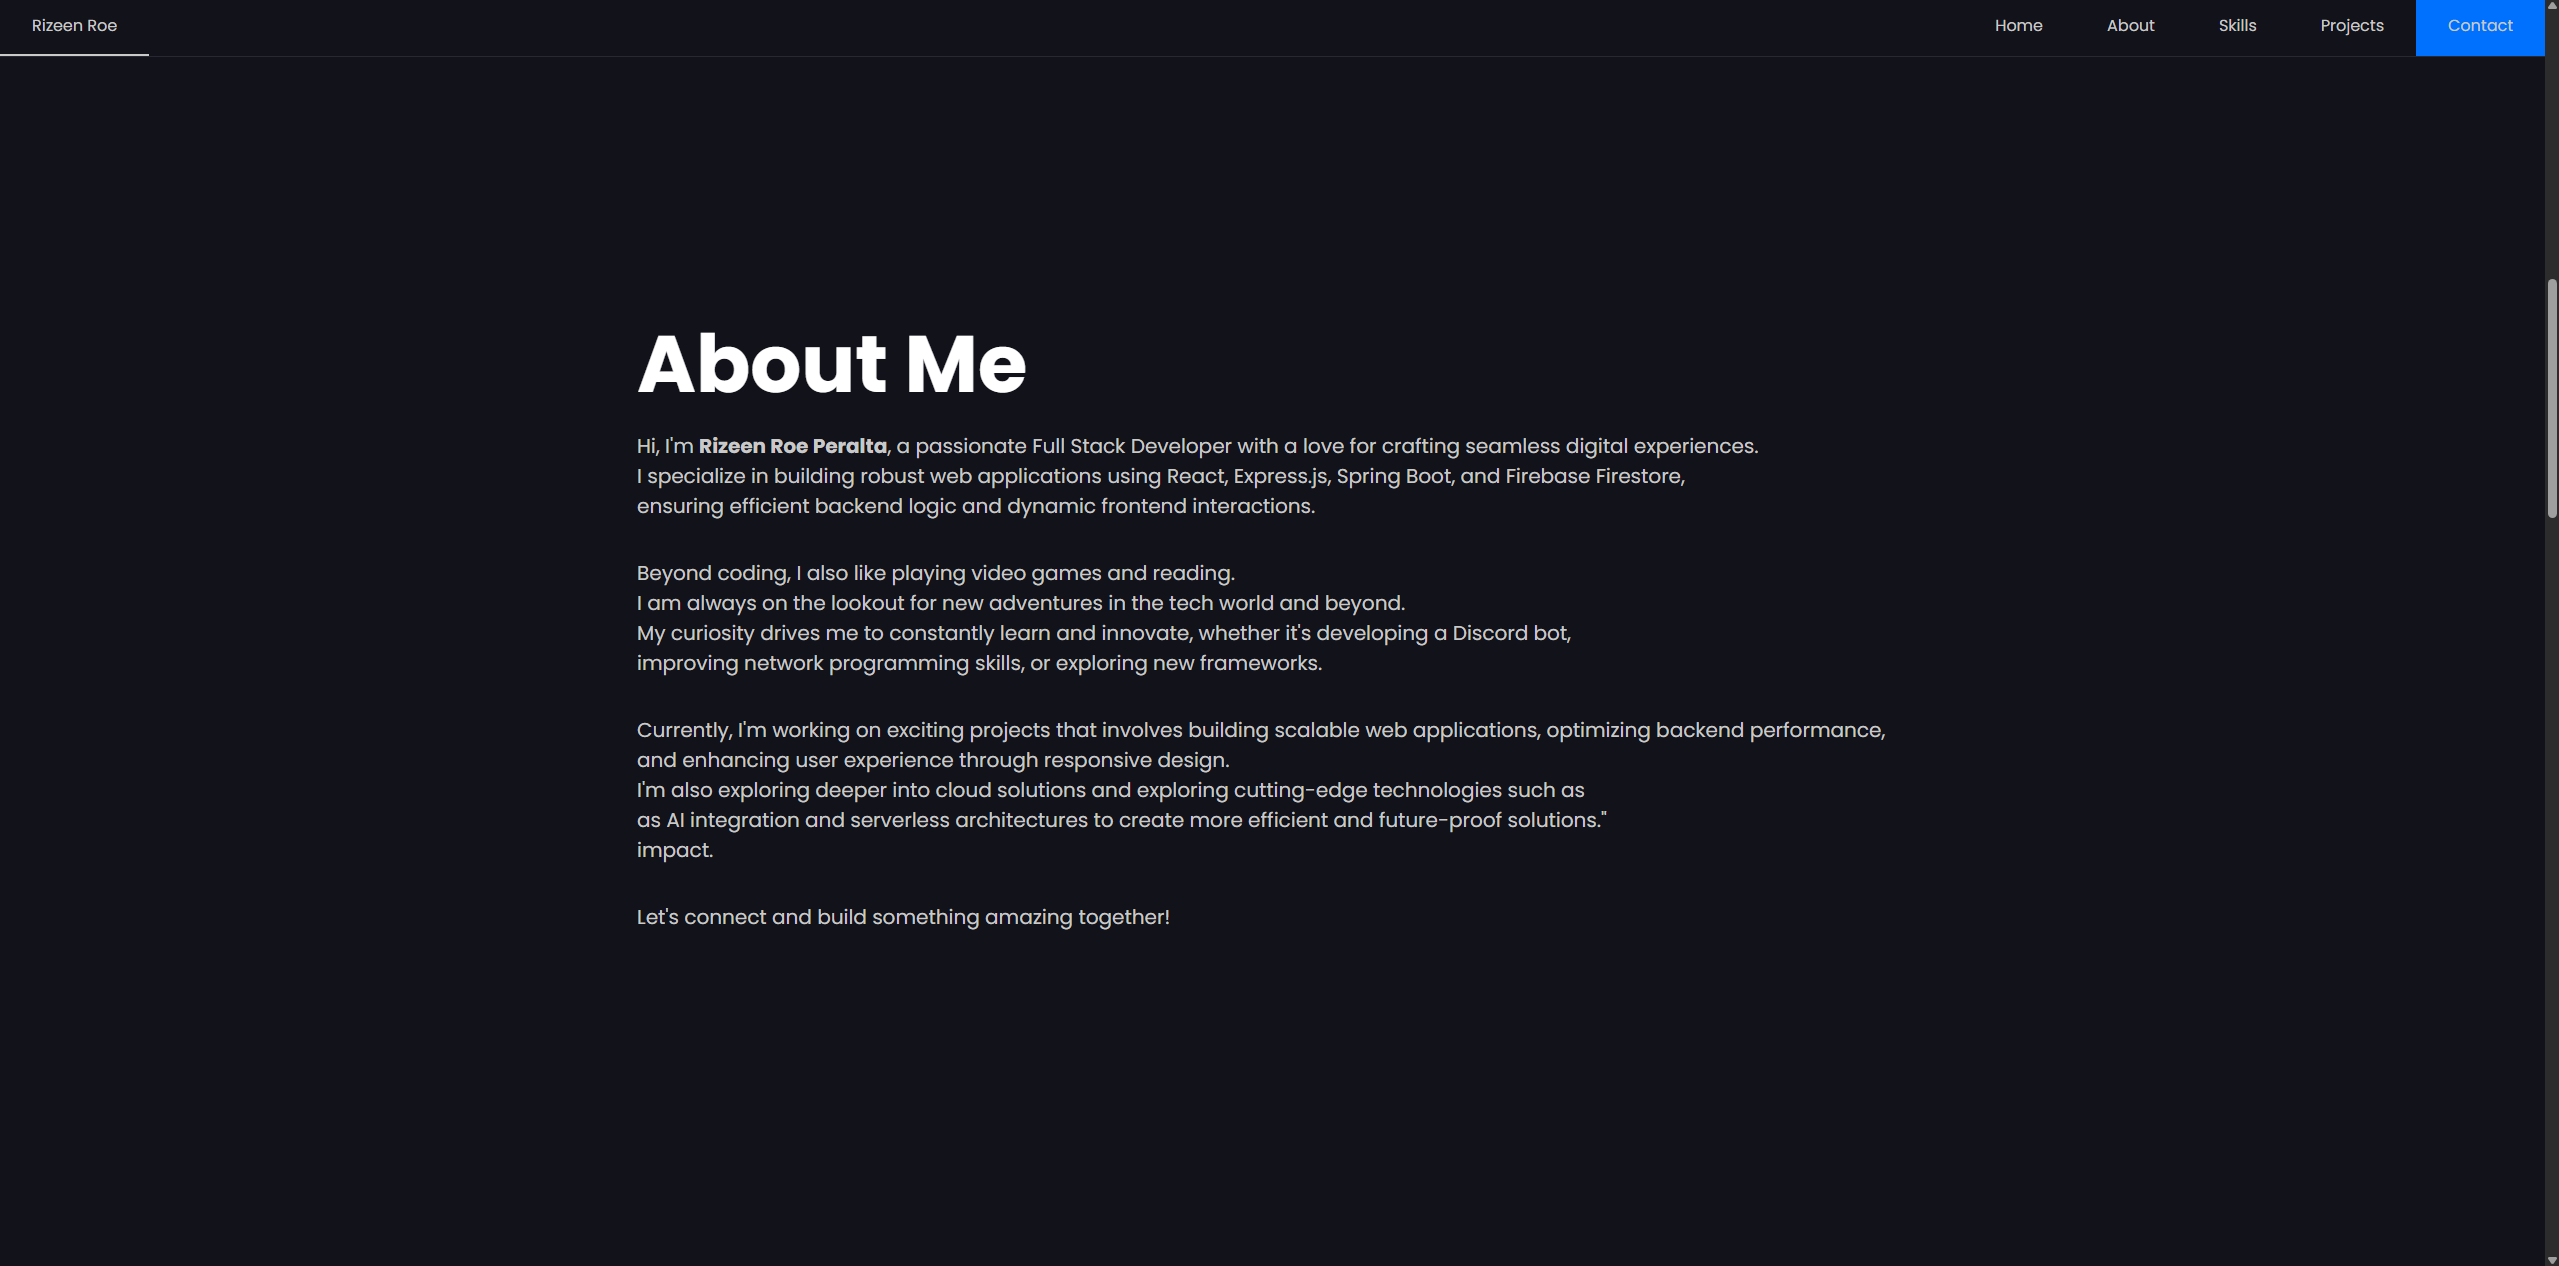 Rizeen Roe
Home
About
Skills
Projects
Contact
About Me
Hi, I'm Rizeen Roe Peralta, a passionate Full Stack Developer with a love for crafting seamless digital experiences.
I specialize in building robust web applications using React, Express.js, Spring Boot, and Firebase Firestore,
ensuring efficient backend logic and dynamic frontend interactions.
Beyond coding, I also like playing video games and reading.
I am always on the lookout for new adventures in the tech world and beyond.
My curiosity drives me to constantly learn and innovate, whether it's developing a Discord bot,
improving network programming skills, or exploring new frameworks.
Currently, I'm working on exciting projects that involves building scalable web applications, optimizing backend performance,
and enhancing user experience through responsive design.
I'm also exploring deeper into cloud solutions and exploring cutting-edge technologies such as
as AI integration and serverless architectures to create more efficient and future-proof solutions."
impact.
Let's connect and build something amazing together!